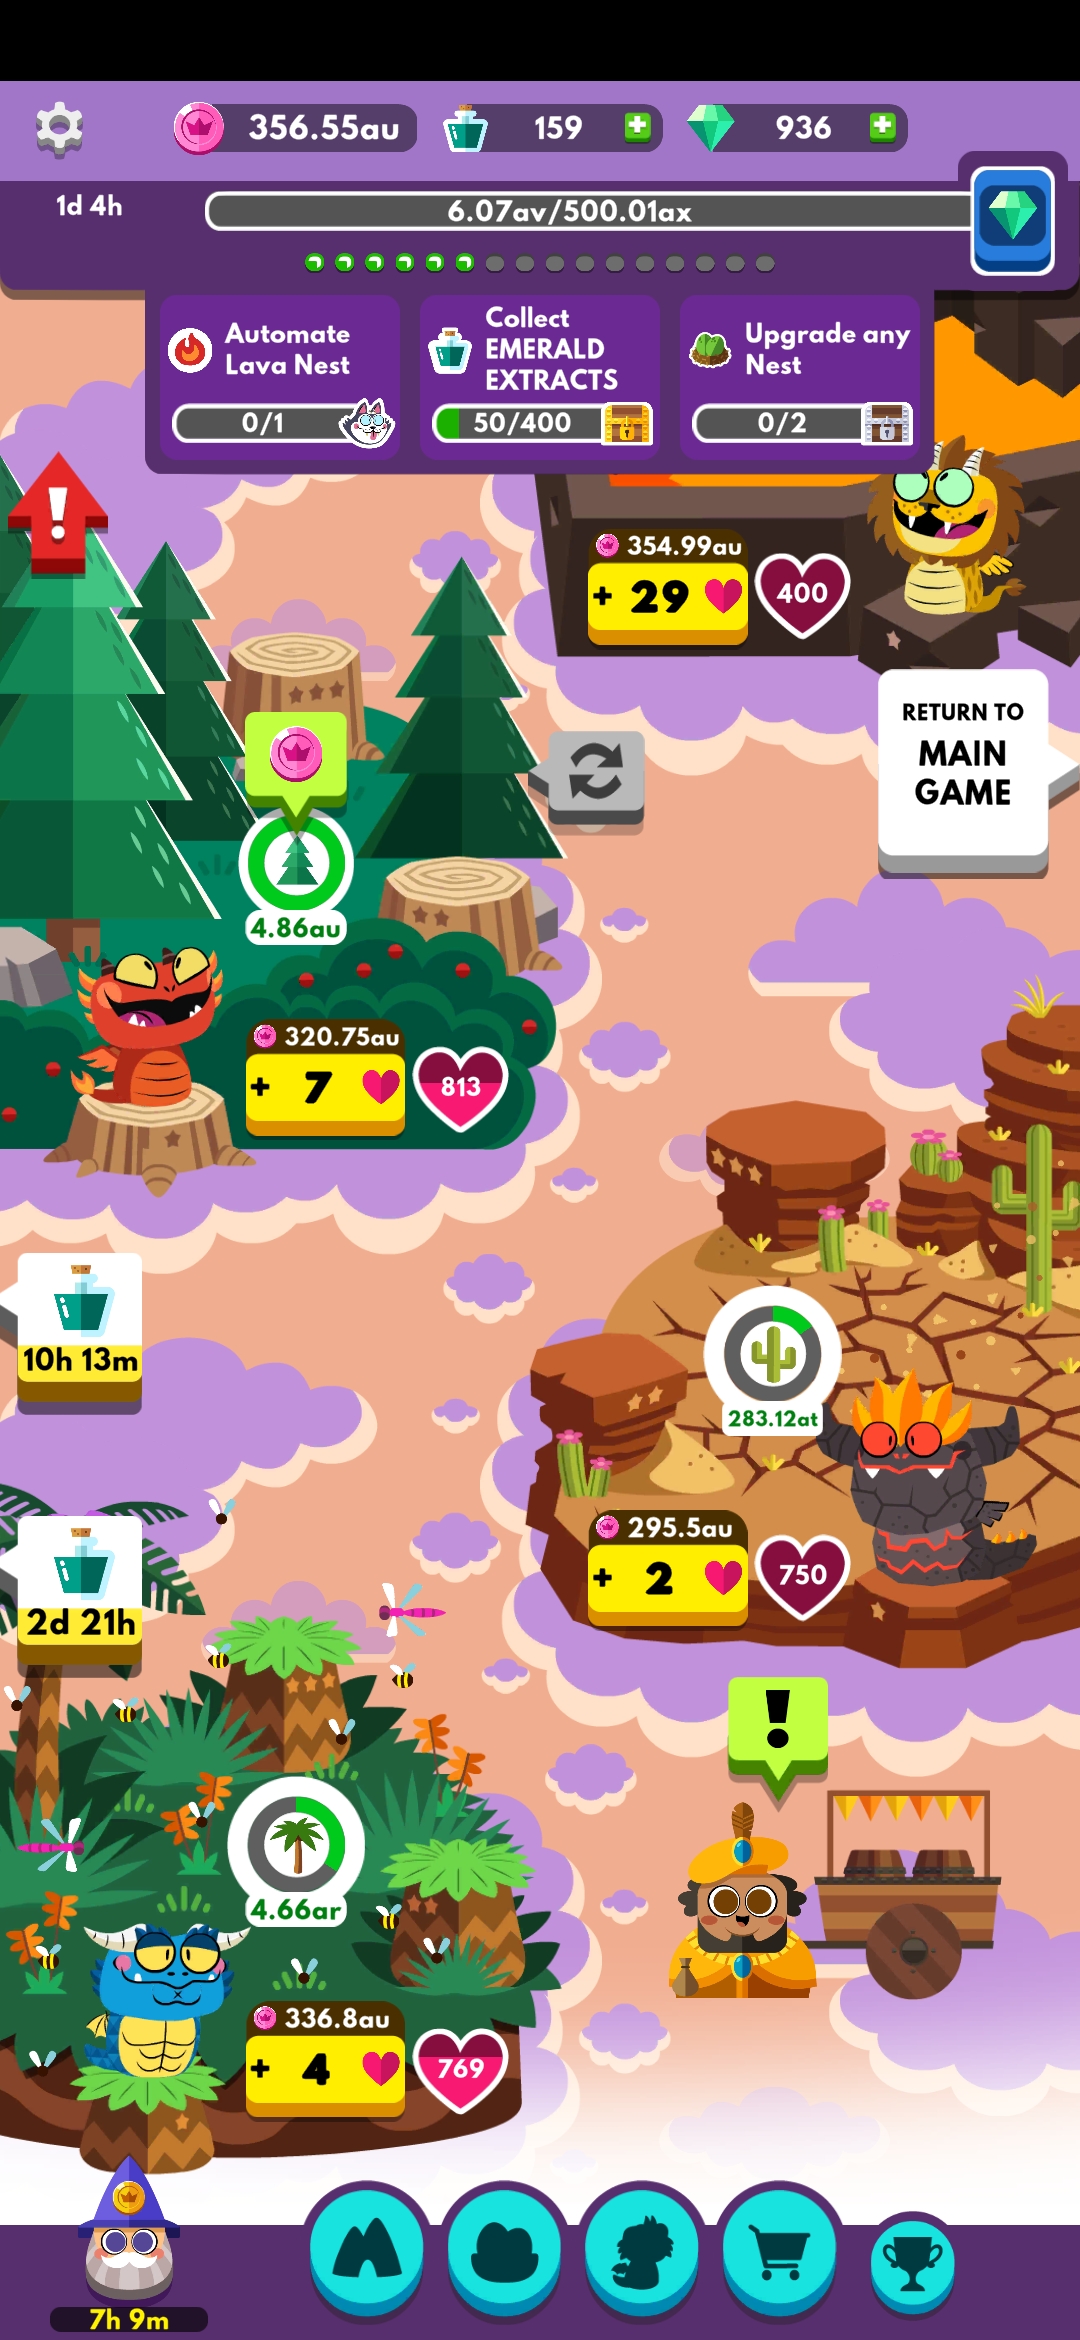 356.55au
159
936
1d 4h
6.07av/500.01ax
Automate
Lava Nest
0/1
Collect
EMERALD
EXTRACTS
50/400
Upgrade any
Nest
0/2
!
354.99au
+ 29
400
RETURN TO
MAIN
GAME
4.86au
320.75au
+ 7
813
10h 13m
283.12at
295.5au
+ 2
750
2d 21h
!
4.66ar
336.8au
+ 4
769
7h 9m